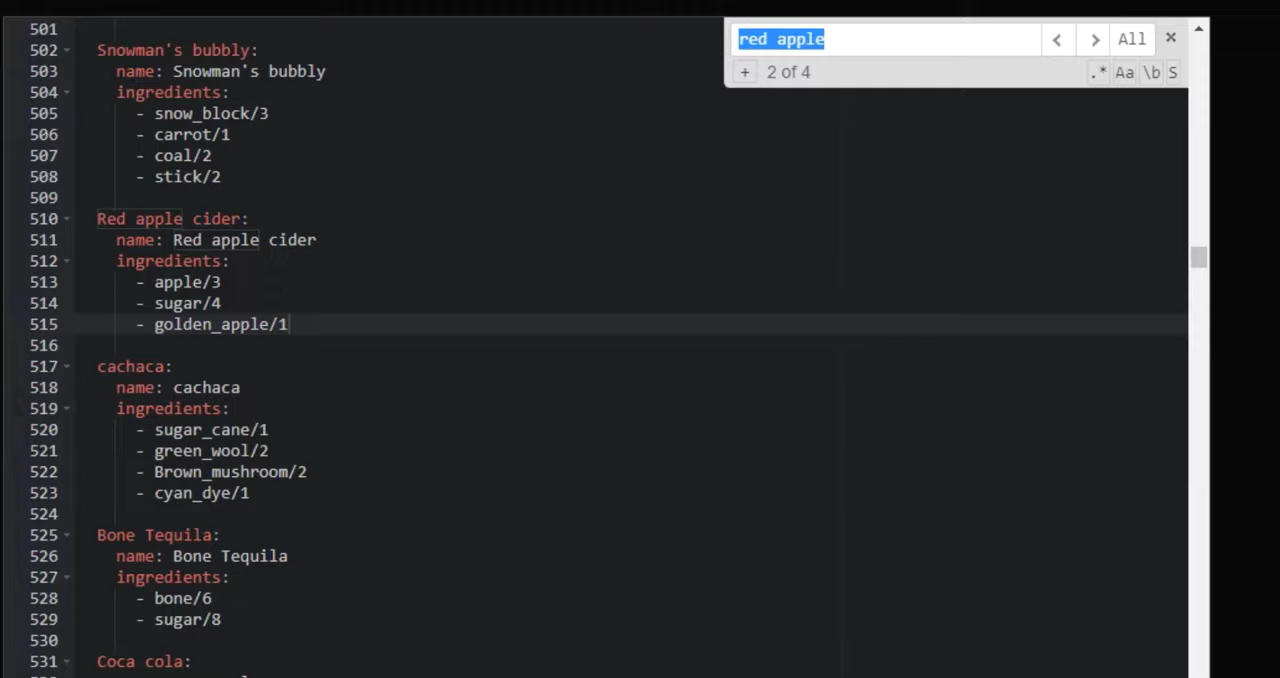 red apple
All
+ 2 of 4 .* Aa \b S
501
502 Snowman's bubbly:
503 name: Snowman's bubbly
504 ingredients:
505 - snow_block/3
506 - carrot/1
507 - coal/2
508 - stick/2
509
510 Red apple cider:
511 name: Red apple cider
512 ingredients:
513 - apple/3
514 - sugar/4
515 - golden_apple/1
516
517 cachaca:
518 name: cachaca
519 ingredients:
520 - sugar_cane/1
521 - green_wool/2
522 - Brown_mushroom/2
523 - cyan_dye/1
524
525 Bone Tequila:
526 name: Bone Tequila
527 ingredients:
528 - bone/6
529 - sugar/8
530
531 Coca cola: